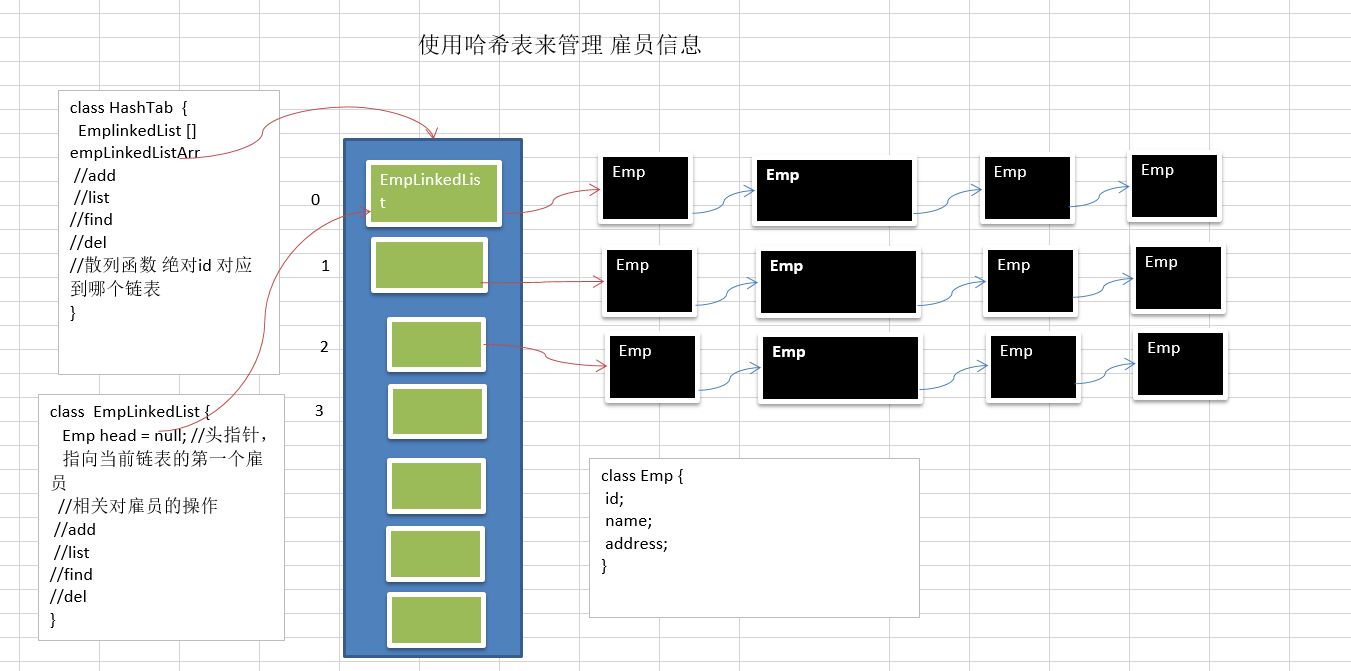 使用哈希表来管理 雇员信息
class HashTab {
EmplinkedList []
empLinkedListArr
//add
//list
//find
//del
//散列函数 绝对id 对应
到哪个链表
}
class EmpLinkedList {
Emp head = null; //头指针，
指向当前链表的第一个雇
员
//相关对雇员的操作
//add
//list
//find
//del
}
0
1
2
3
EmpLinkedLis
t
Emp
Emp
Emp
Emp
Emp
Emp
Emp
Emp
Emp
Emp
Emp
Emp
class Emp {
id;
name;
address;
}